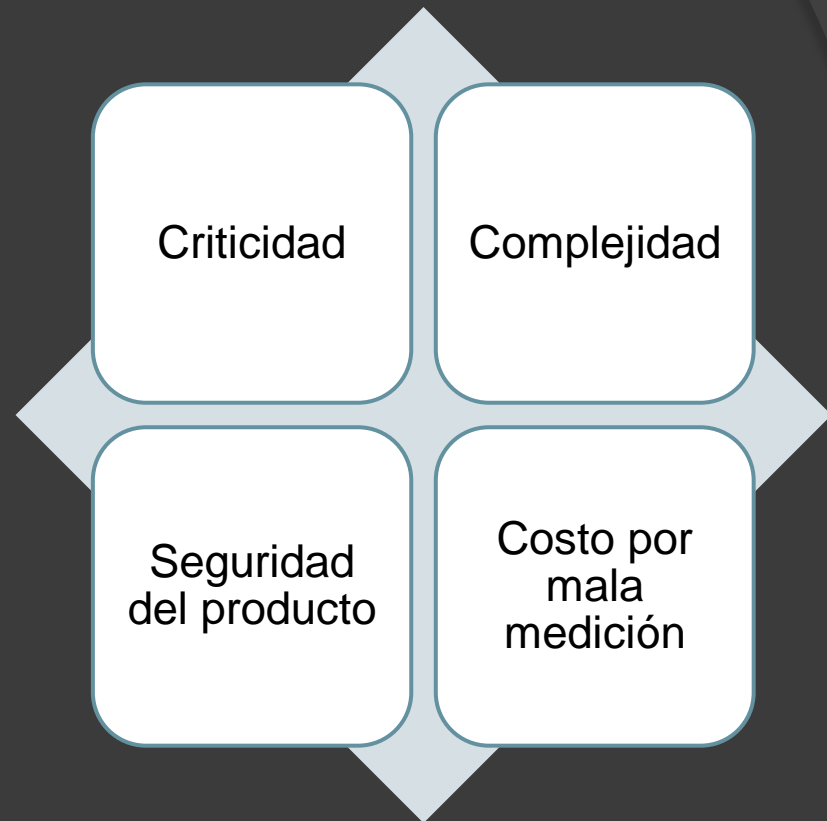 Criticidad
Complejidad
Seguridad
del producto
Costo por
mala
medición